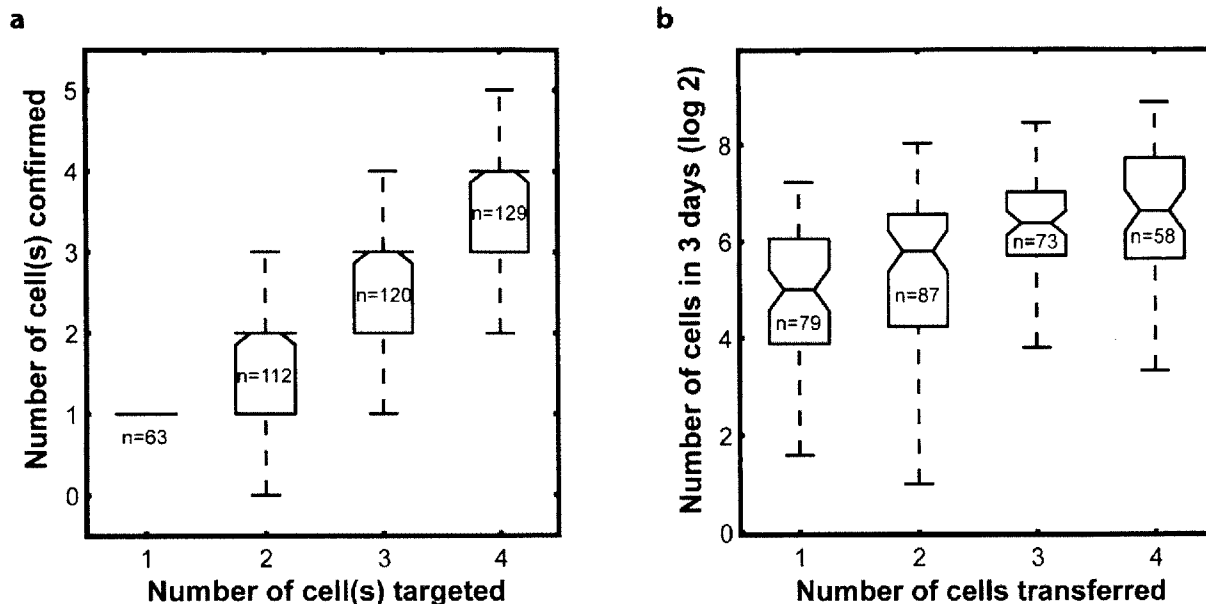 a
Number of cell(s) confirmed
5
4
3
2
1
0
n=63
n=112
n=120
n=129
1 2 3 4
Number of cell(s) targeted
b
Number of cells in 3 days (log 2)
8
6
4
2
0
n=79
n=87
n=73
n=58
1 2 3 4
Number of cells transferred